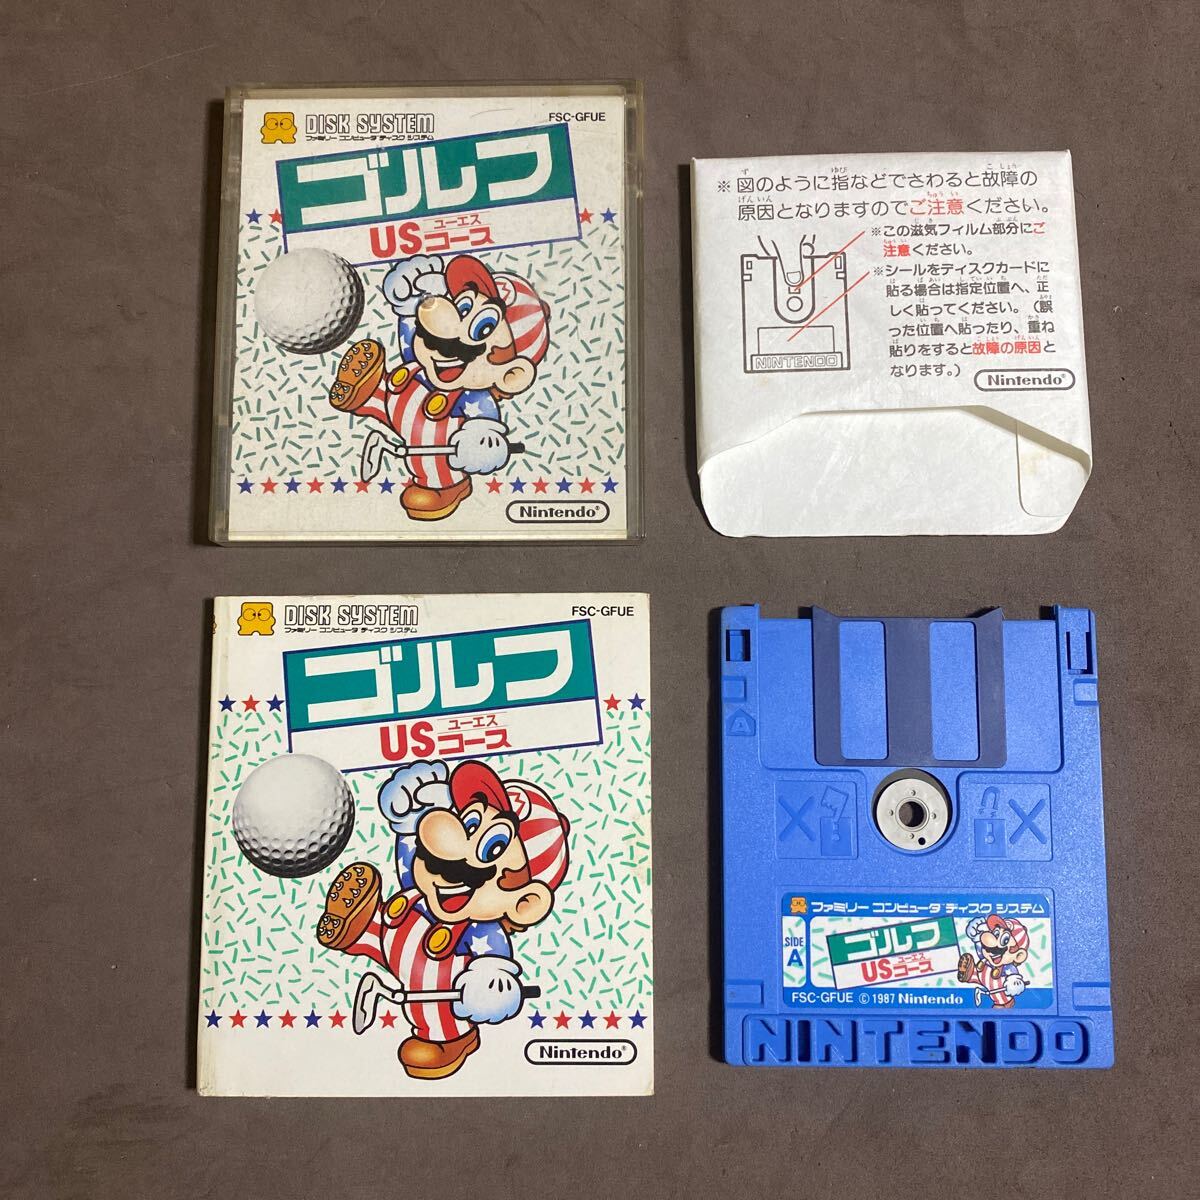 DISK SYSTEM
ファミリー コンピュータ ディスク システム
FSC-GFUE
ゴルフ
ユーエス
USコース
Nintendo®
※図のように指などでさわると故障の
原因となりますのでご注意ください。
※この磁気フィルム部分にご
注意ください。
※シールをディスクカードに
貼る場合は指定位置へ、正
しく貼ってください。(誤
った位置へ貼ったり、重ね
貼りをすると故障の原因と
なります。)
NINTENDO
Nintendo®
DISK SYSTEM
ファミリー コンピュータ ディスク システム
FSC-GFUE
ゴルフ
ユーエス
USコース
Nintendo®
ファミリー コンピュータ ディスク システム
SIDE
A
ゴルフ
ユーエス
USコース
FSC-GFUE ©1987 Nintendo
NINTENDO